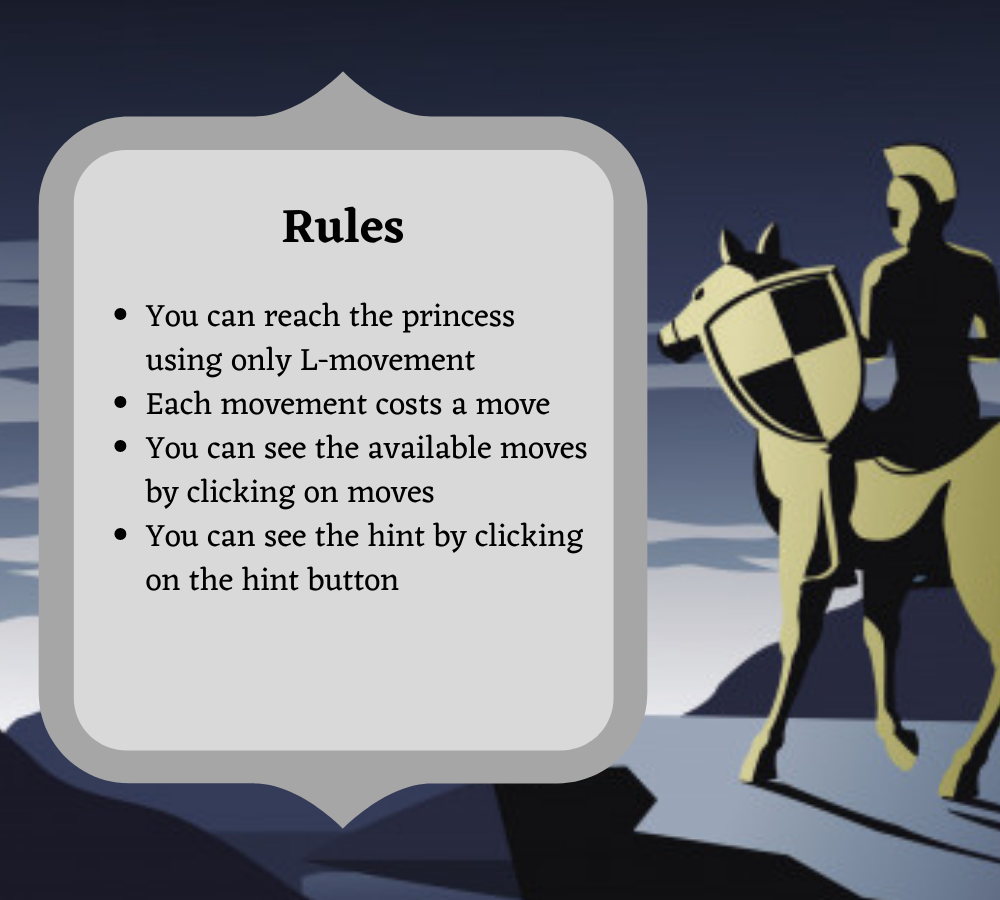 Rules
• You can reach the princess
using only L-movement
• Each movement costs a move
• You can see the available moves
by clicking on moves
• You can see the hint by clicking
on the hint button